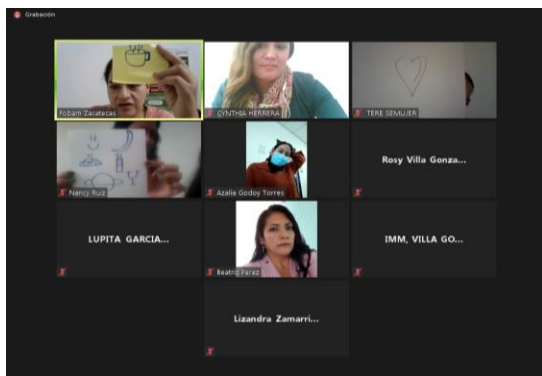 Grabación
Fobam Zacatecas
CYNTHIA HERRERA
TERE SEMUJER
Nancy Ruiz
Azalia Godoy Torres
Rosy Villa Gonza...
LUPITA GARCIA...
Beatriz Perez
IMM, VILLA GO...
Lizandra Zamarri...